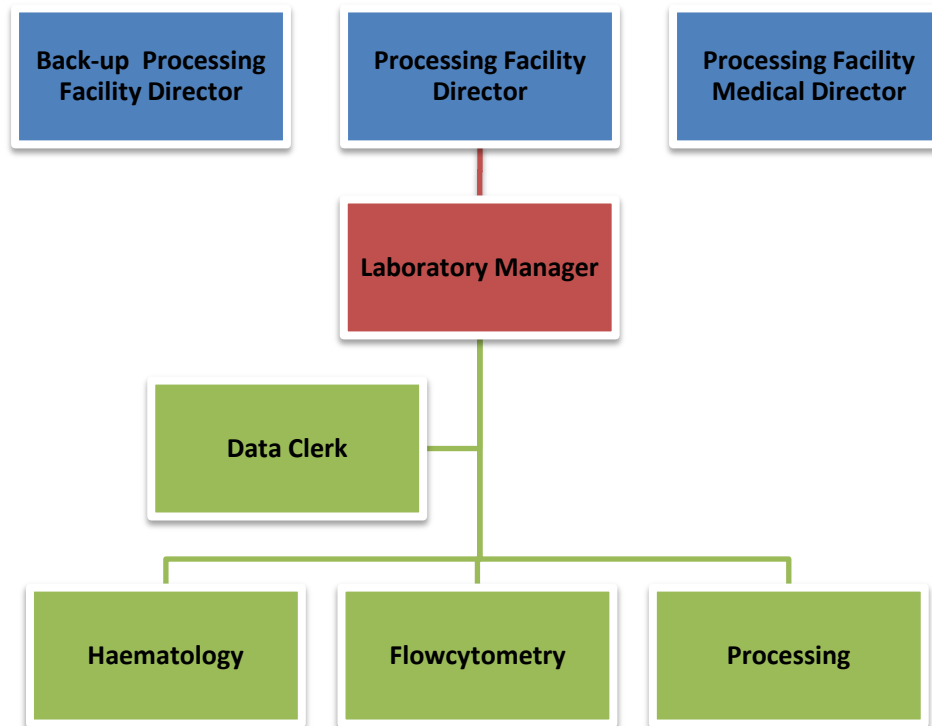 Back-up Processing
Facility Director
Processing Facility
Director
Processing Facility
Medical Director
Laboratory Manager
Data Clerk
Haematology
Flowcytometry
Processing